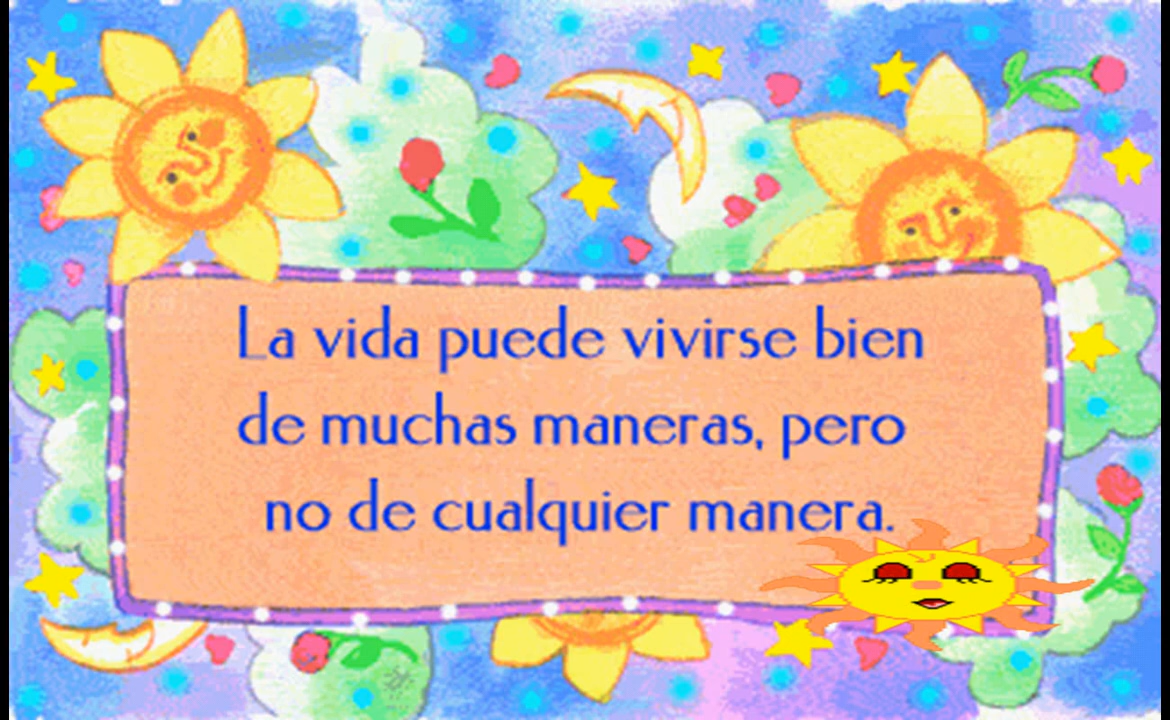 La vida puede vivirse bien
de muchas maneras, pero
no de cualquier manera.